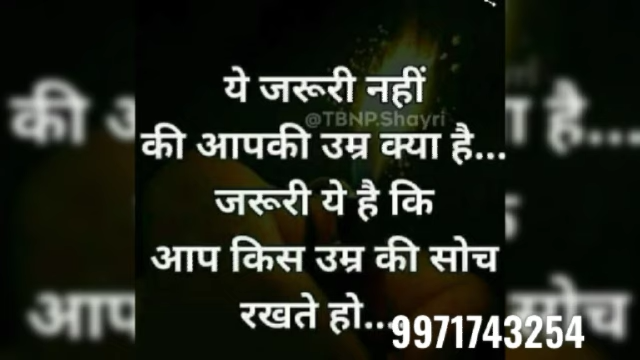 ये जरूरी नहीं
@TBNP.Shayri
की आपकी उम्र क्या है...
जरूरी ये है कि
आप किस उम्र की सोच
रखते हो...
9971743254